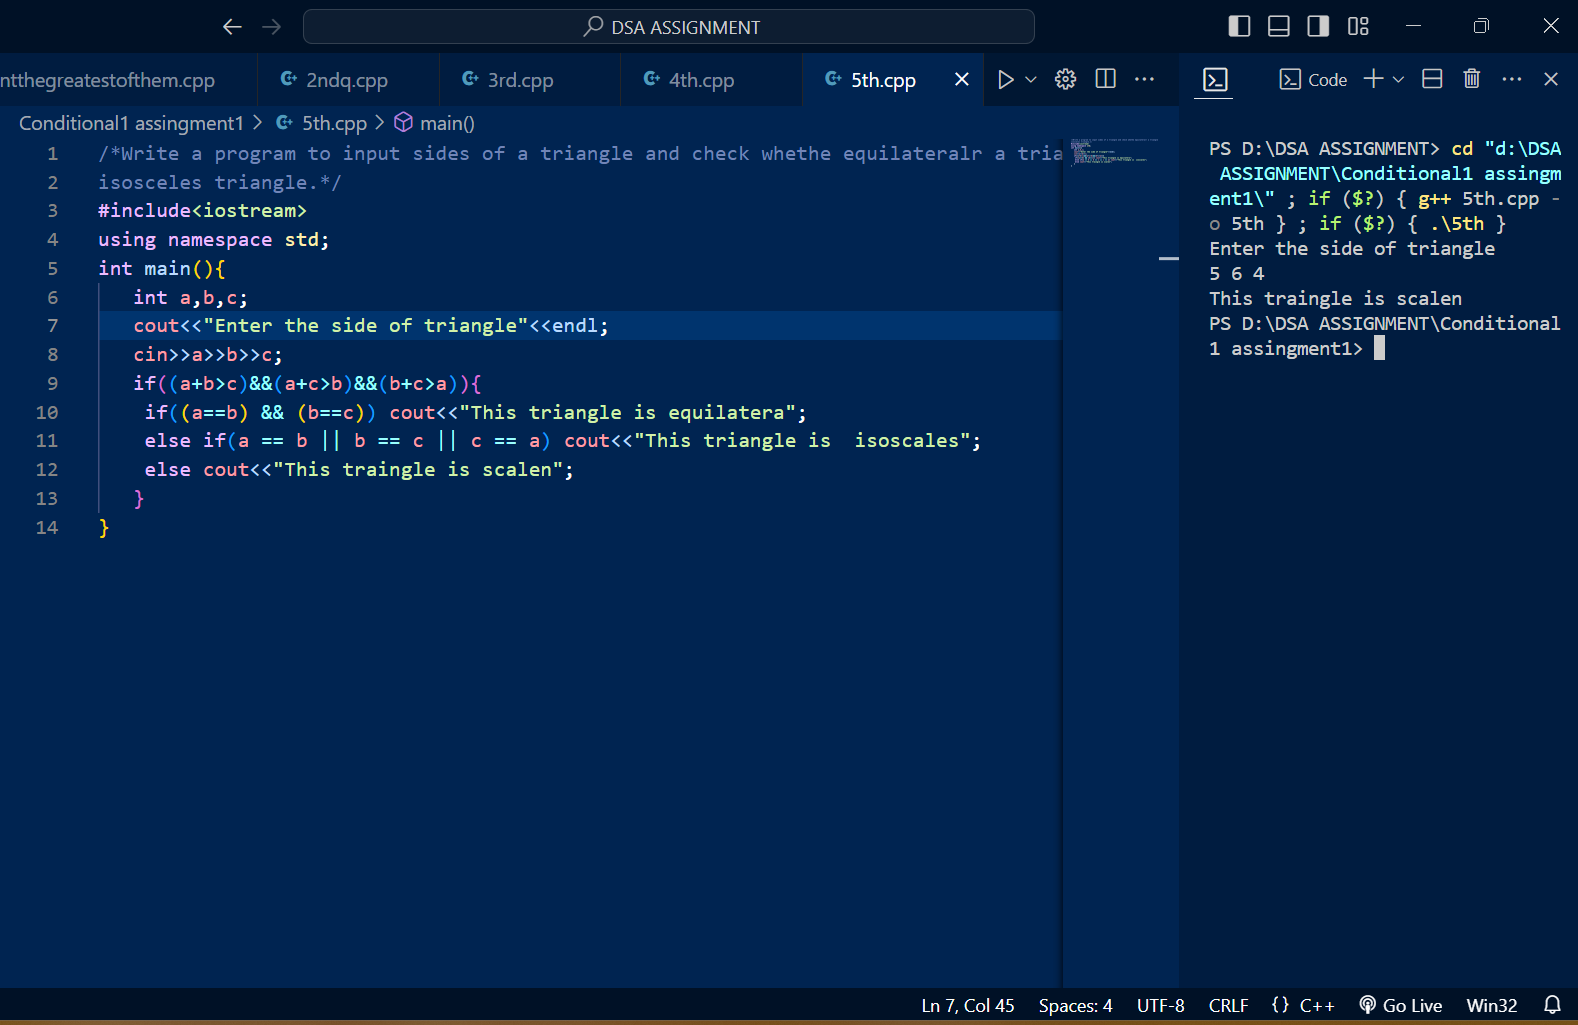 DSA ASSIGNMENT
ntthegreatestofthem.cpp 2ndq.cpp 3rd.cpp 4th.cpp 5th.cpp
Code
Conditional1 assingment1 > 5th.cpp > main()
1 /*Write a program to input sides of a triangle and check whethe equilateralr a tria
2 isosceles triangle.*/
3 #include<iostream>
4 using namespace std;
5 int main(){
6 int a,b,c;
7 cout<<"Enter the side of triangle"<<endl;
8 cin>>a>>b>>c;
9 if((a+b>c)&&(a+c>b)&&(b+c>a)){
10 if((a==b) && (b==c)) cout<<"This triangle is equilatera";
11 else if(a == b || b == c || c == a) cout<<"This triangle is  isoscales";
12 else cout<<"This traingle is scalen";
13 }
14 }
PS D:\DSA ASSIGNMENT> cd "d:\DSA
ASSIGNMENT\Conditional1 assingm
ent1\" ; if ($?) { g++ 5th.cpp -
o 5th } ; if ($?) { .\5th }
Enter the side of triangle
5 6 4
This traingle is scalen
PS D:\DSA ASSIGNMENT\Conditional
1 assingment1>
Ln 7, Col 45 Spaces: 4 UTF-8 CRLF {} C++ Go Live Win32